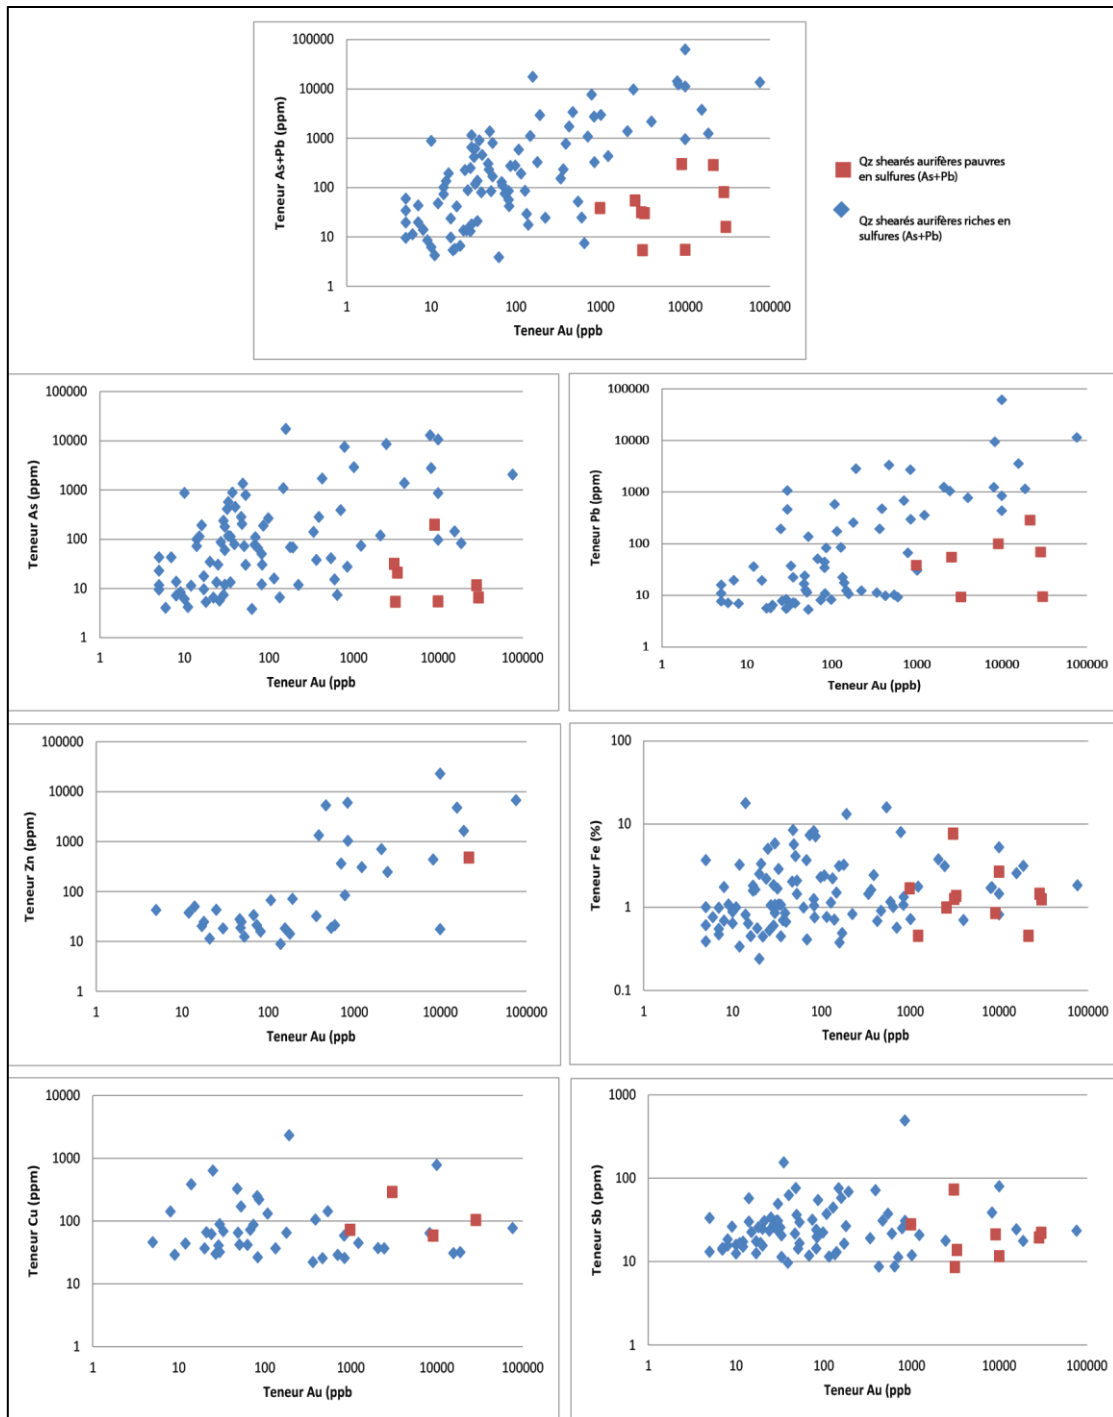 Teneur As+Pb (ppm)
100000
10000
1000
100
10
1
1 10 100 1000 10000 100000
Teneur Au (ppb
Qz shearés aurifères pauvres
en sulfures (As+Pb)
Qz shearés aurifères riches en
sulfures (As+Pb)
Teneur As (ppm)
100000
10000
1000
100
10
1
1 10 100 1000 10000 100000
Teneur Au (ppb
Teneur Pb (ppm)
100000
10000
1000
100
10
1
1 10 100 1000 10000 100000
Teneur Au (ppb)
Teneur Zn (ppm)
100000
10000
1000
100
10
1
1 10 100 1000 10000 100000
Teneur Au (ppb
Teneur Fe (%)
100
10
1
0.1
1 10 100 1000 10000 100000
Teneur Au (ppb
Teneur Cu (ppm)
10000
1000
100
10
1
1 10 100 1000 10000 100000
Teneur Au (ppb
Teneur Sb (ppm)
1000
100
10
1
1 10 100 1000 10000 100000
Teneur Au (ppb